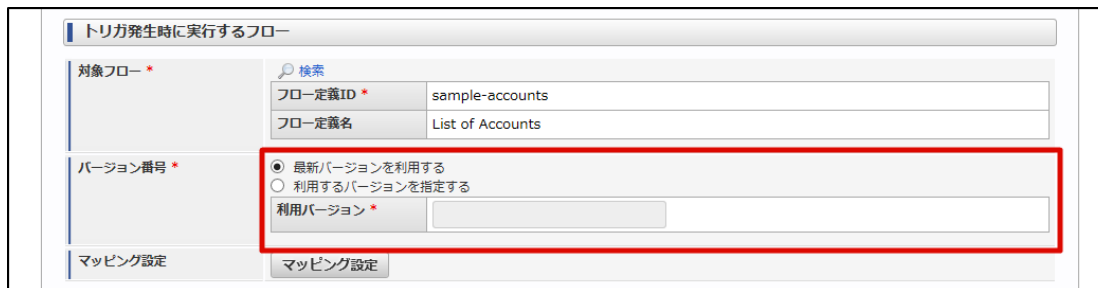 トリガ発生時に実行するフロー
対象フロー *
検索
フロー定義ID * sample-accounts
フロー定義名 List of Accounts
バージョン番号 *
最新バージョンを利用する
利用するバージョンを指定する
利用バージョン *
マッピング設定 マッピング設定